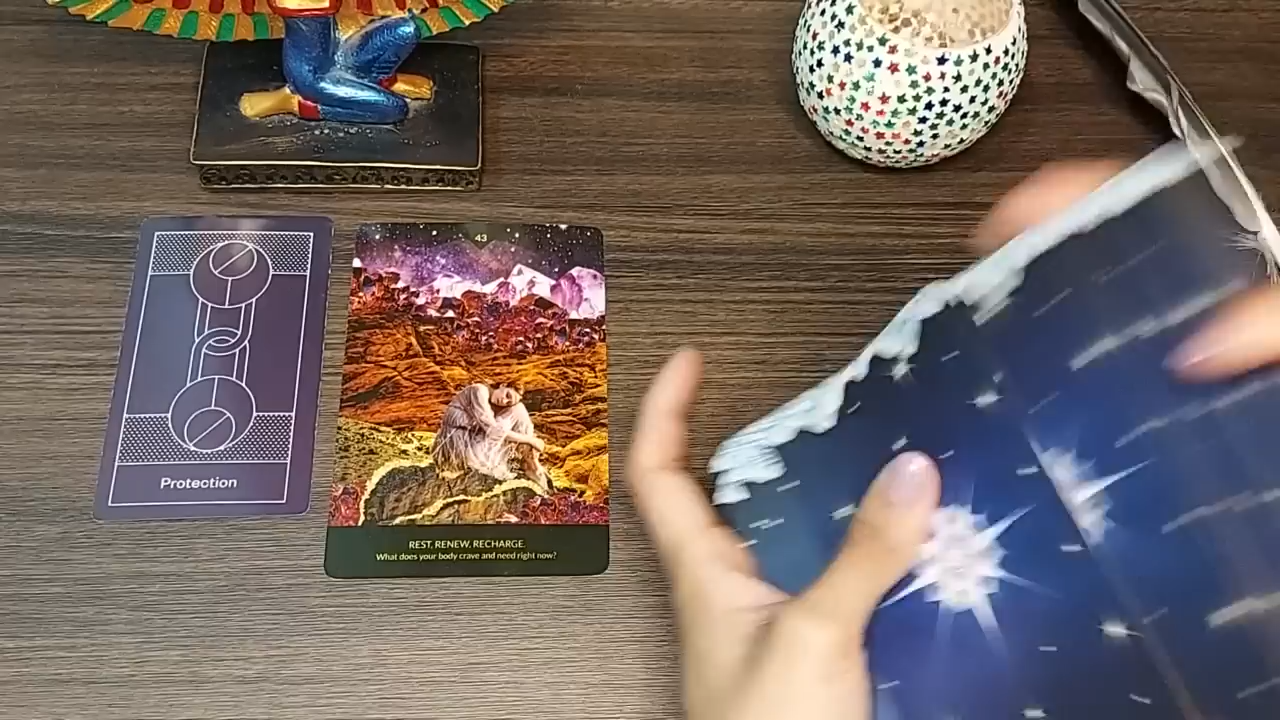 Protection
43
REST, RENEW, RECHARGE.
What does your body crave and need right now?